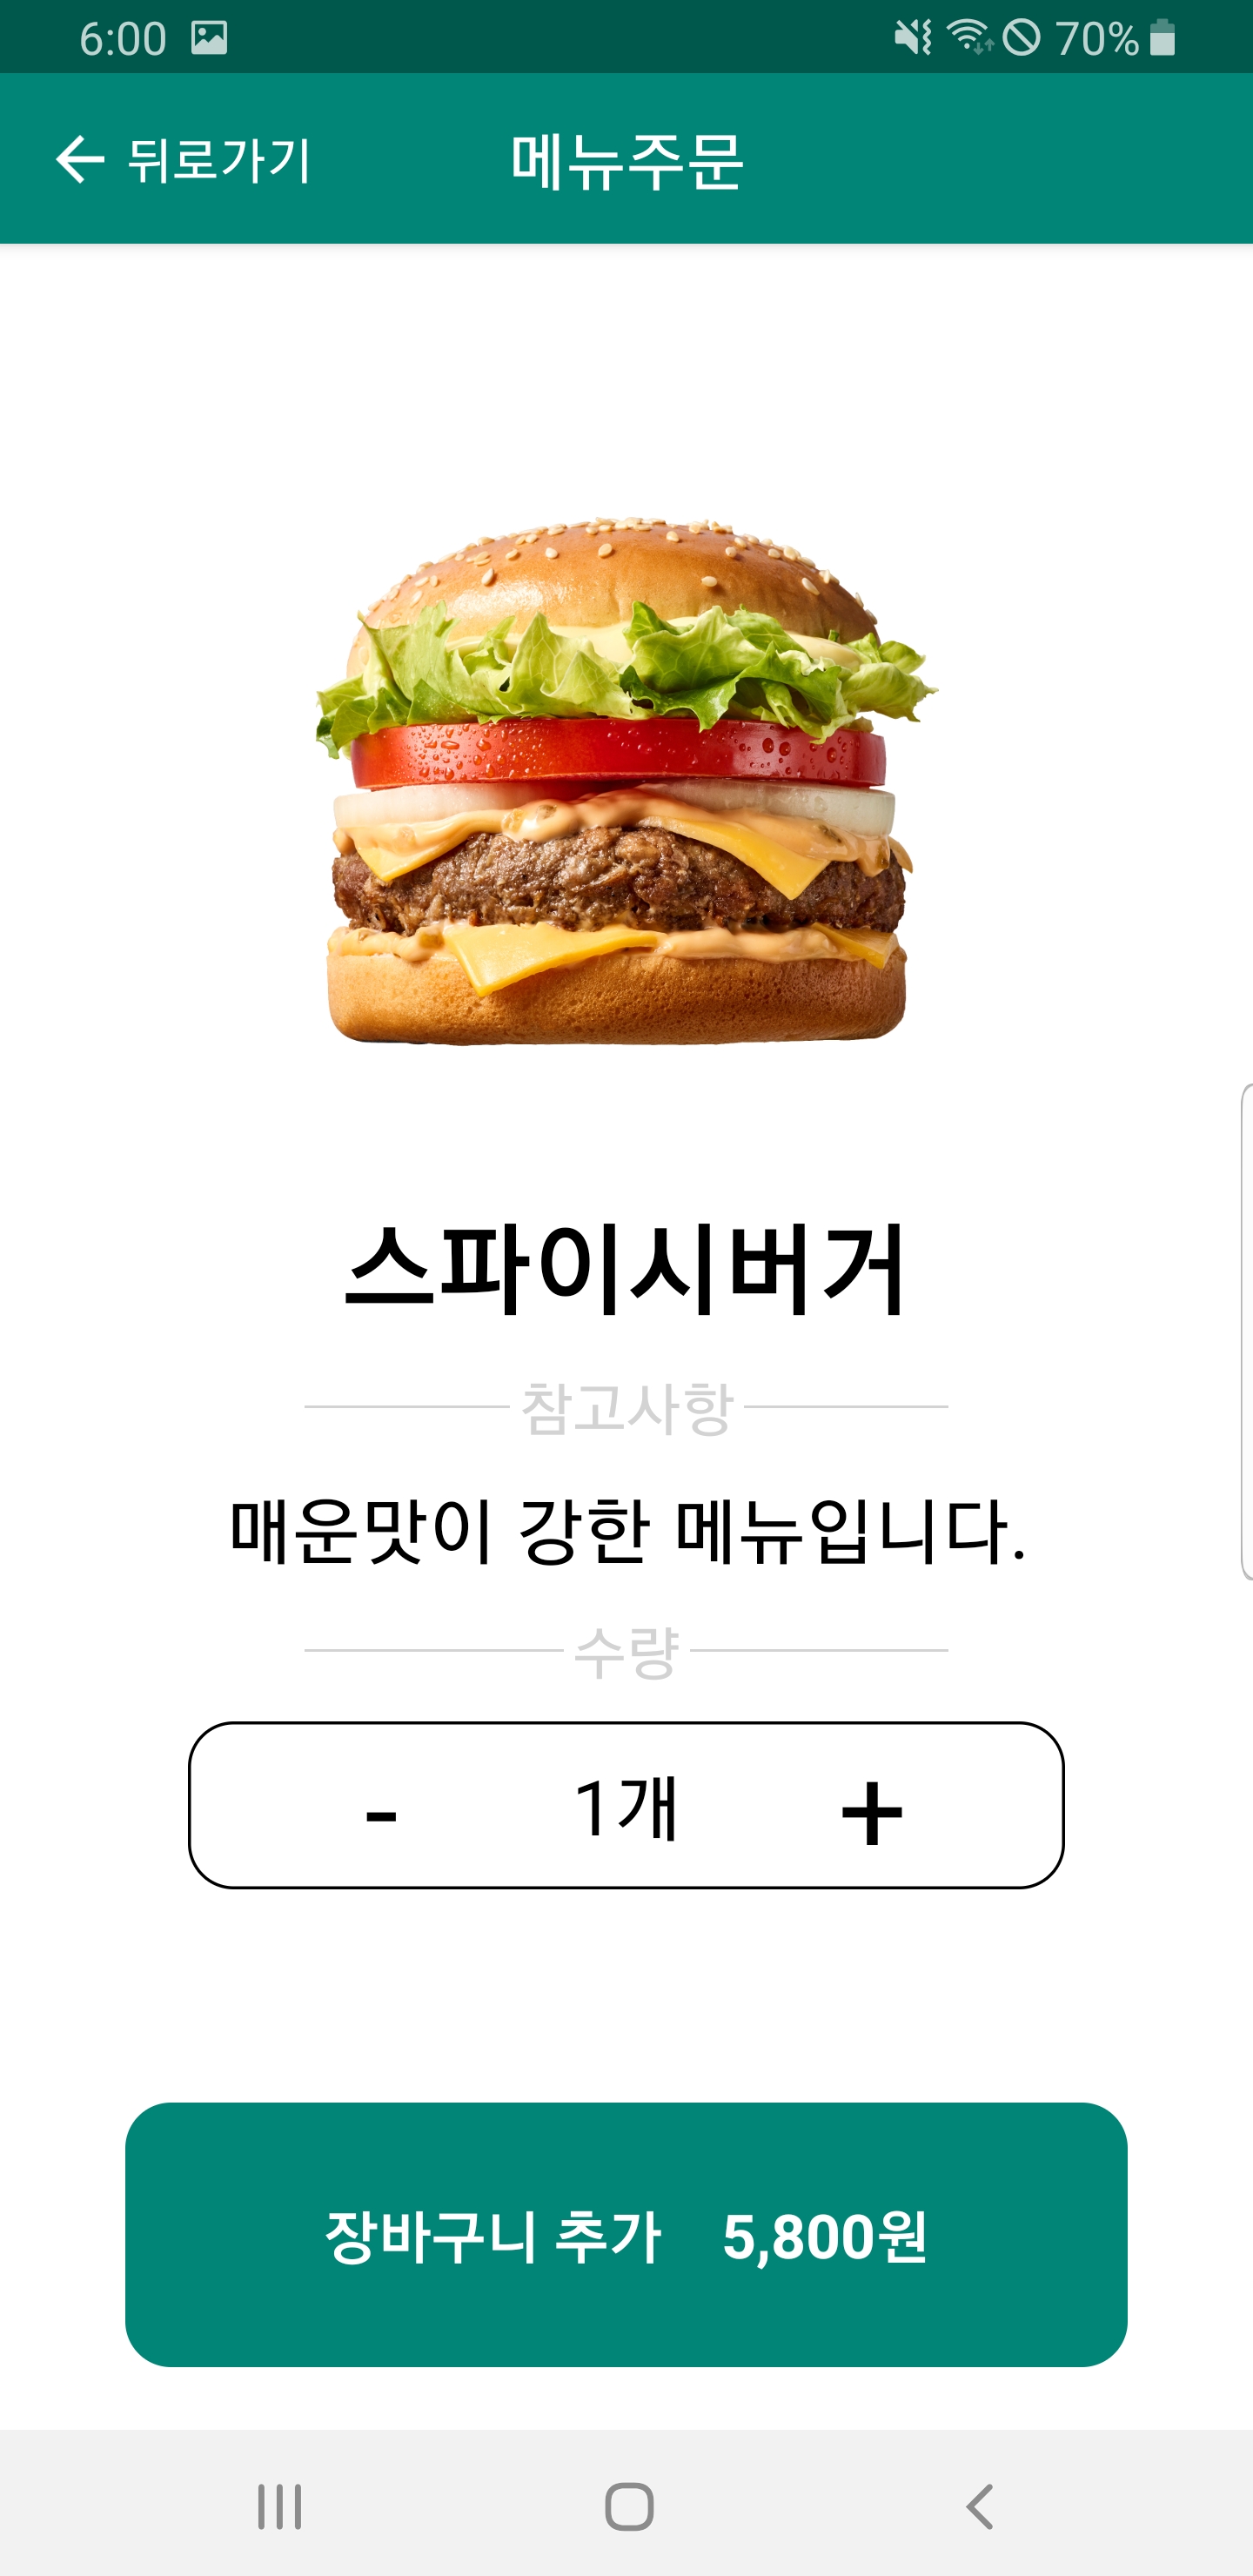 6:00 70%
뒤로가기 메뉴주문
스파이시버거
참고사항
매운맛이 강한 메뉴입니다.
수량
- 1개 +
장바구니 추가 5,800원